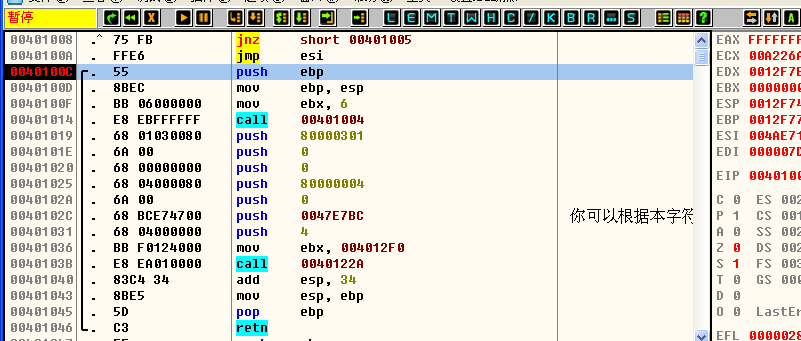 暂停 L E M T W H C / K B R ... S ?
00401008 .^ 75 FB jnz short 00401005 EAX FFFFFFF
0040100A . FFE6 jmp esi ECX 00A226A
0040100C . 55 push ebp EDX 0012F7E
0040100D . 8BEC mov ebp, esp EBX 0000000
0040100F . BB 06000000 mov ebx, 6 ESP 0012F74
00401014 . E8 EBFFFFFF call 00401004 EBP 0012F77
00401019 . 68 01030080 push 80000301 ESI 004AE71
0040101E . 6A 00 push 0 EDI 000007D
00401020 . 68 00000000 push 0
00401025 . 68 04000080 push 80000004 EIP 0040100
0040102A . 6A 00 push 0 C 0 ES 002
0040102C . 68 BCE74700 push 0047E7BC 你可以根据本字符 P 1 CS 001
00401031 . 68 04000000 push 4 A 0 SS 002
00401036 . BB F0124000 mov ebx, 004012F0 Z 0 DS 002
0040103B . E8 EA010000 call 0040122A S 1 FS 003
00401040 . 83C4 34 add esp, 34 T 0 GS 000
00401043 . 8BE5 mov esp, ebp D 0
00401045 . 5D pop ebp O 0 LastEr
00401046 . C3 retn
EFL 0000028